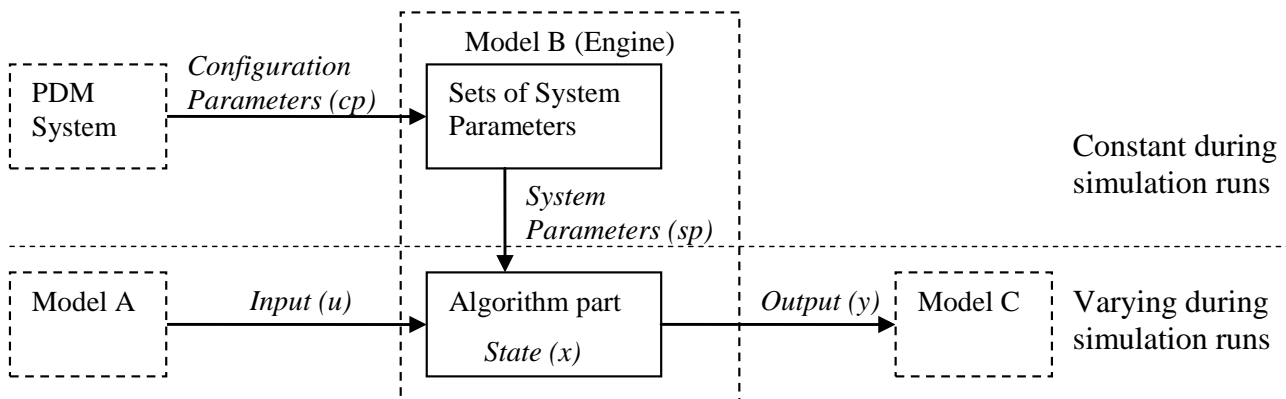 Model B (Engine)
Configuration
Parameters (cp)
PDM
System
Sets of System
Parameters
Constant during
simulation runs
System
Parameters (sp)
Model A
Input (u)
Algorithm part
State (x)
Output (y)
Model C
Varying during
simulation runs